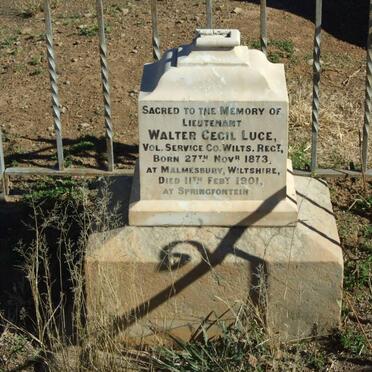 Sacred to the Memory of
Lieutenant
Walter Cecil Luce,
Vol. Service Co. Wilts. Regt,
Born 27th Novr 1873,
at Malmesbury, Wiltshire,
Died 11th Feby 1901,
at Springfontein